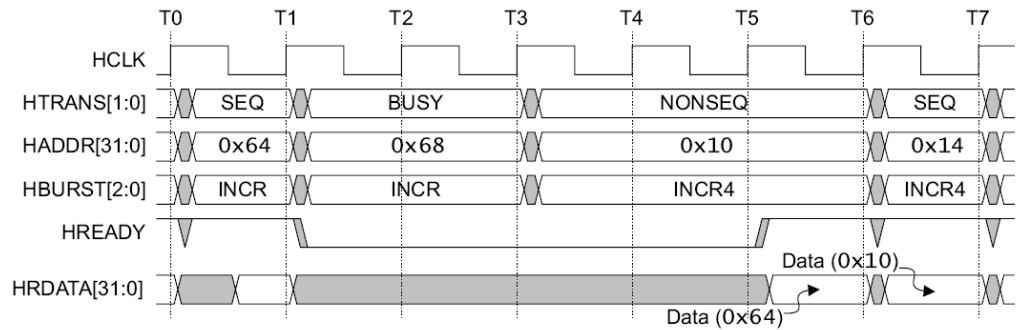 T0 T1 T2 T3 T4 T5 T6 T7
HCLK
HTRANS[1:0] SEQ BUSY NONSEQ SEQ
HADDR[31:0] 0x64 0x68 0x10 0x14
HBURST[2:0] INCR INCR INCR4 INCR4
HREADY
Data (0x10)
HRDATA[31:0]
Data (0x64)